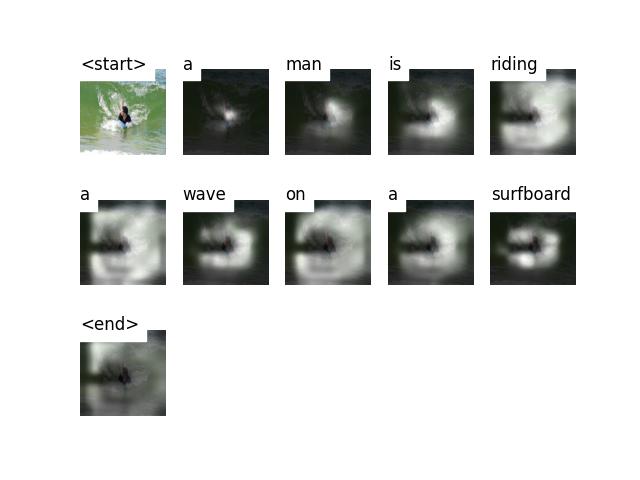 <start> a man is riding
a wave on a surfboard
<end>